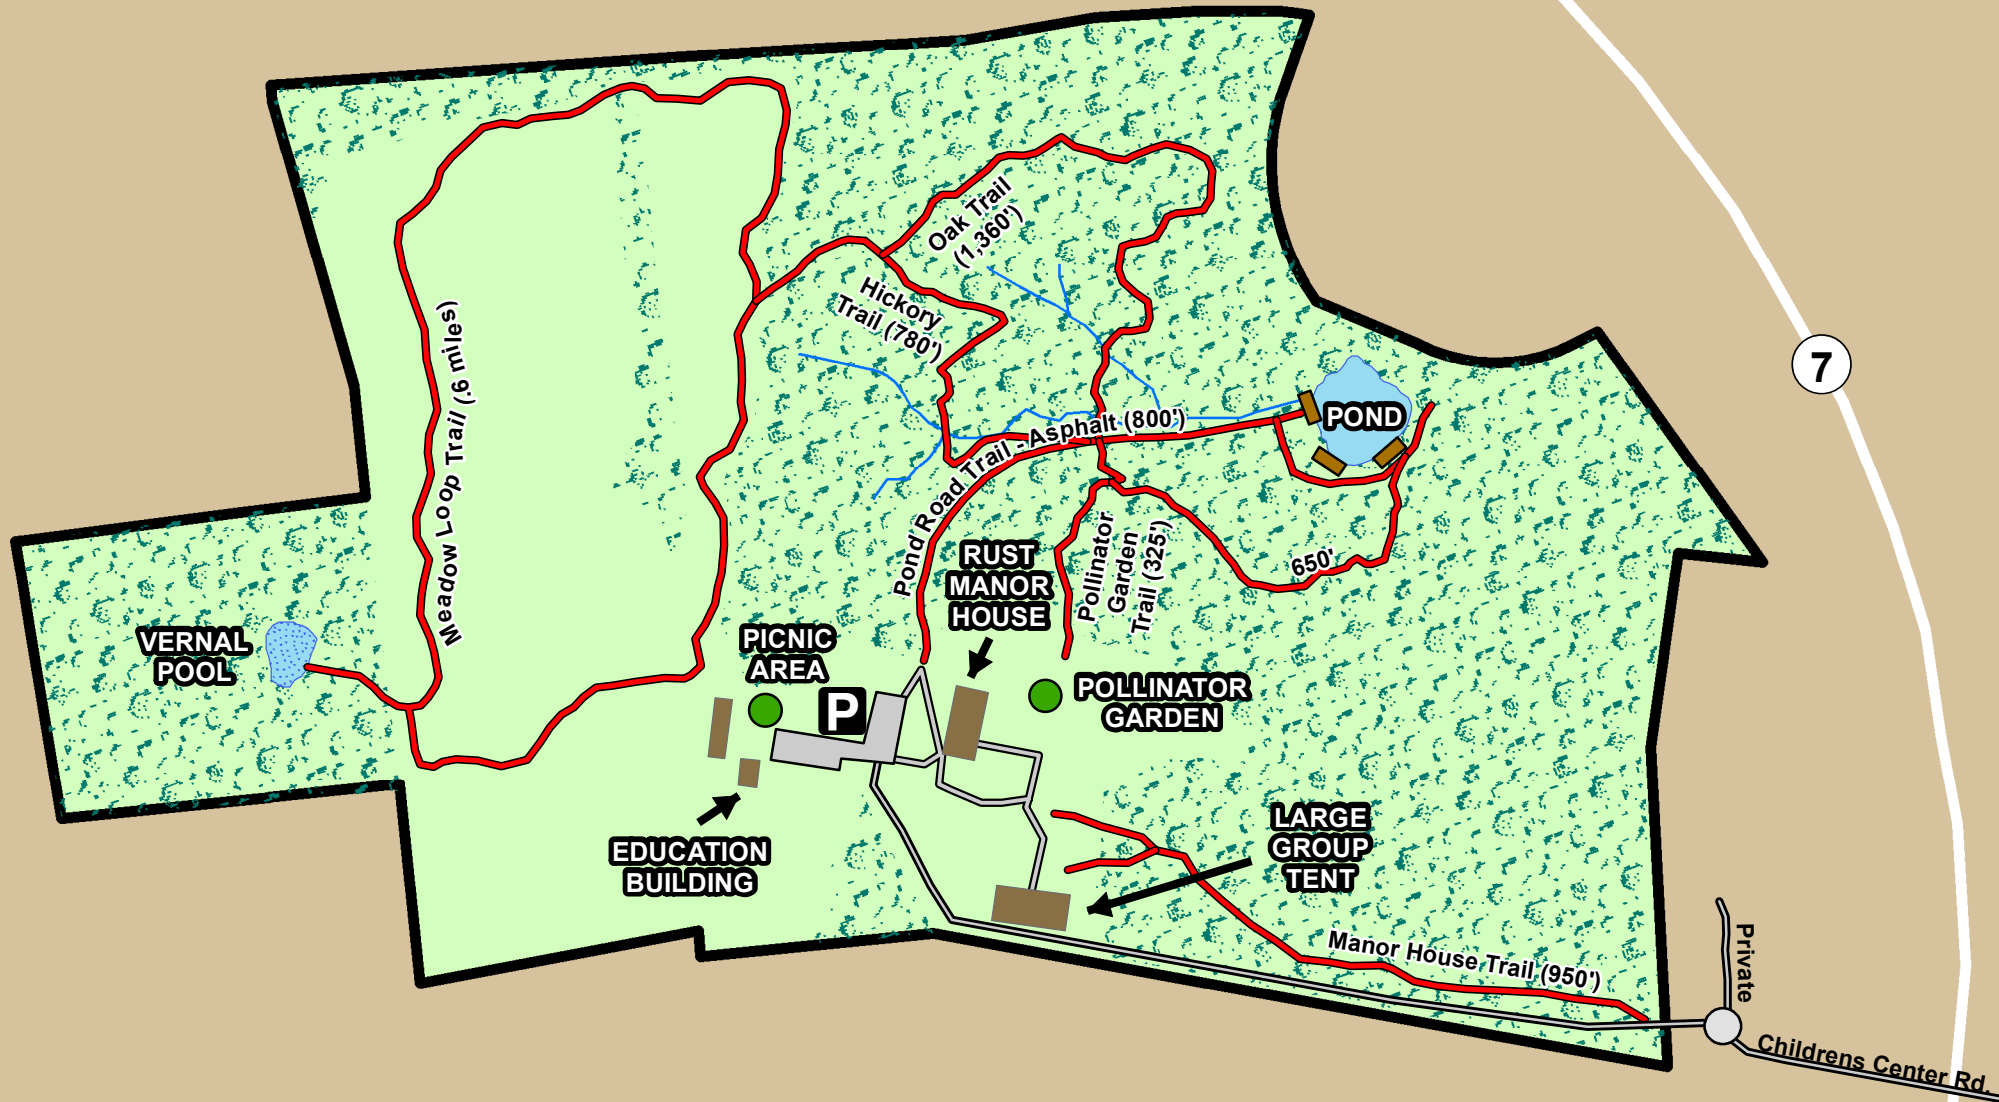 Oak Trail
(1,360')
Hickory
Trail (780')
Meadow Loop Trail (.6 miles)
7
POND
Pond Road Trail - Asphalt (800')
Pollinator
Garden
Trail (325')
650'
RUST
MANOR
HOUSE
VERNAL
POOL
PICNIC
AREA
P
POLLINATOR
GARDEN
EDUCATION
BUILDING
LARGE
GROUP
TENT
Manor House Trail (950')
Private
Childrens Center Rd.